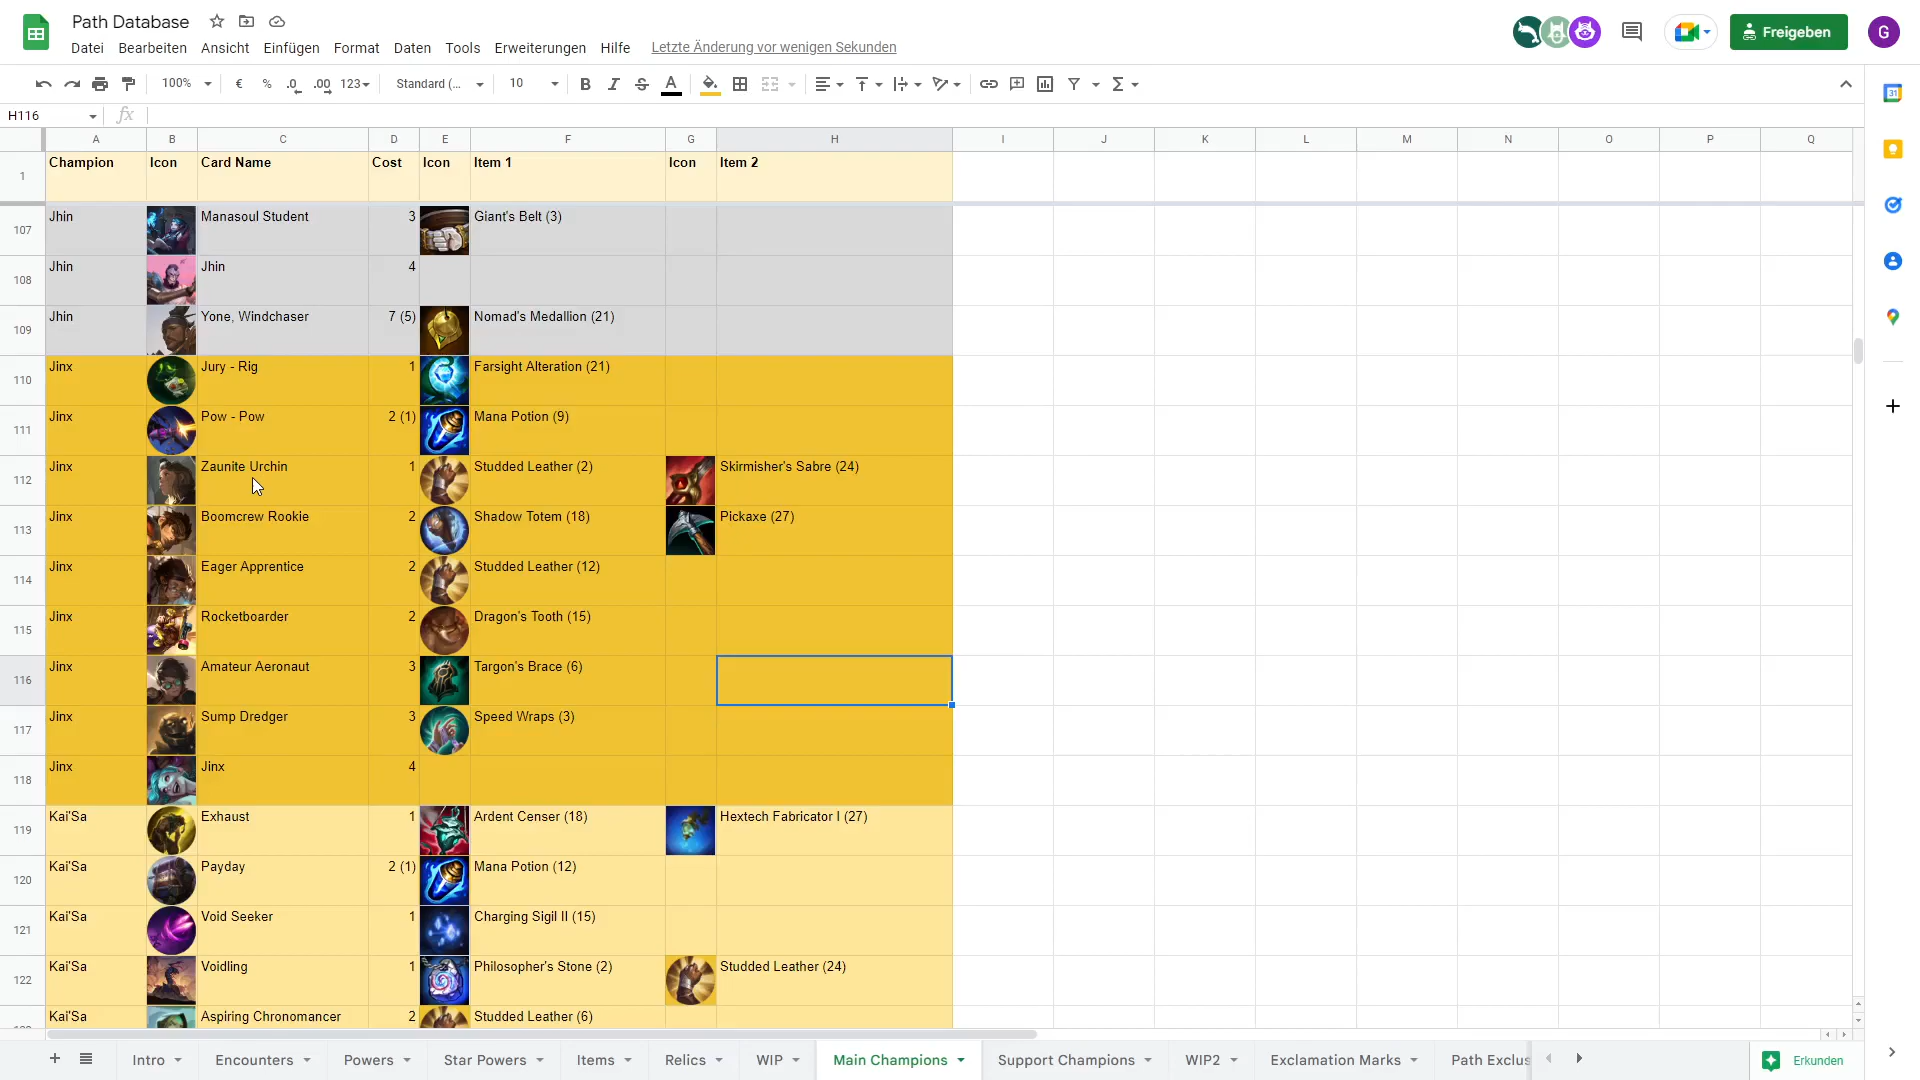 Path Database
Datei Bearbeiten Ansicht Einfügen Format Daten Tools Erweiterungen Hilfe Letzte Änderung vor wenigen Sekunden
Freigeben
G
100% € % .0 .00 123 Standard (... 10 B I S A Σ
31
H116 fx
A B C D E F G H I J K L M N O P Q
1 Champion Icon Card Name Cost Icon Item 1 Icon Item 2
107 Jhin Manasoul Student 3 Giant's Belt (3)
108 Jhin Jhin 4
109 Jhin Yone, Windchaser 7 (5) Nomad's Medallion (21)
110 Jinx Jury - Rig 1 Farsight Alteration (21)
111 Jinx Pow - Pow 2 (1) Mana Potion (9)
112 Jinx Zaunite Urchin 1 Studded Leather (2) Skirmisher's Sabre (24)
113 Jinx Boomcrew Rookie 2 Shadow Totem (18) Pickaxe (27)
114 Jinx Eager Apprentice 2 Studded Leather (12)
115 Jinx Rocketboarder 2 Dragon's Tooth (15)
116 Jinx Amateur Aeronaut 3 Targon's Brace (6)
117 Jinx Sump Dredger 3 Speed Wraps (3)
118 Jinx Jinx 4
119 Kai'Sa Exhaust 1 Ardent Censer (18) Hextech Fabricator I (27)
120 Kai'Sa Payday 2 (1) Mana Potion (12)
121 Kai'Sa Void Seeker 1 Charging Sigil II (15)
122 Kai'Sa Voidling 1 Philosopher's Stone (2) Studded Leather (24)
Kai'Sa Aspiring Chronomancer 2 Studded Leather (6)
Intro Encounters Powers Star Powers Items Relics WIP Main Champions Support Champions WIP2 Exclamation Marks Path Exclus Erkunden